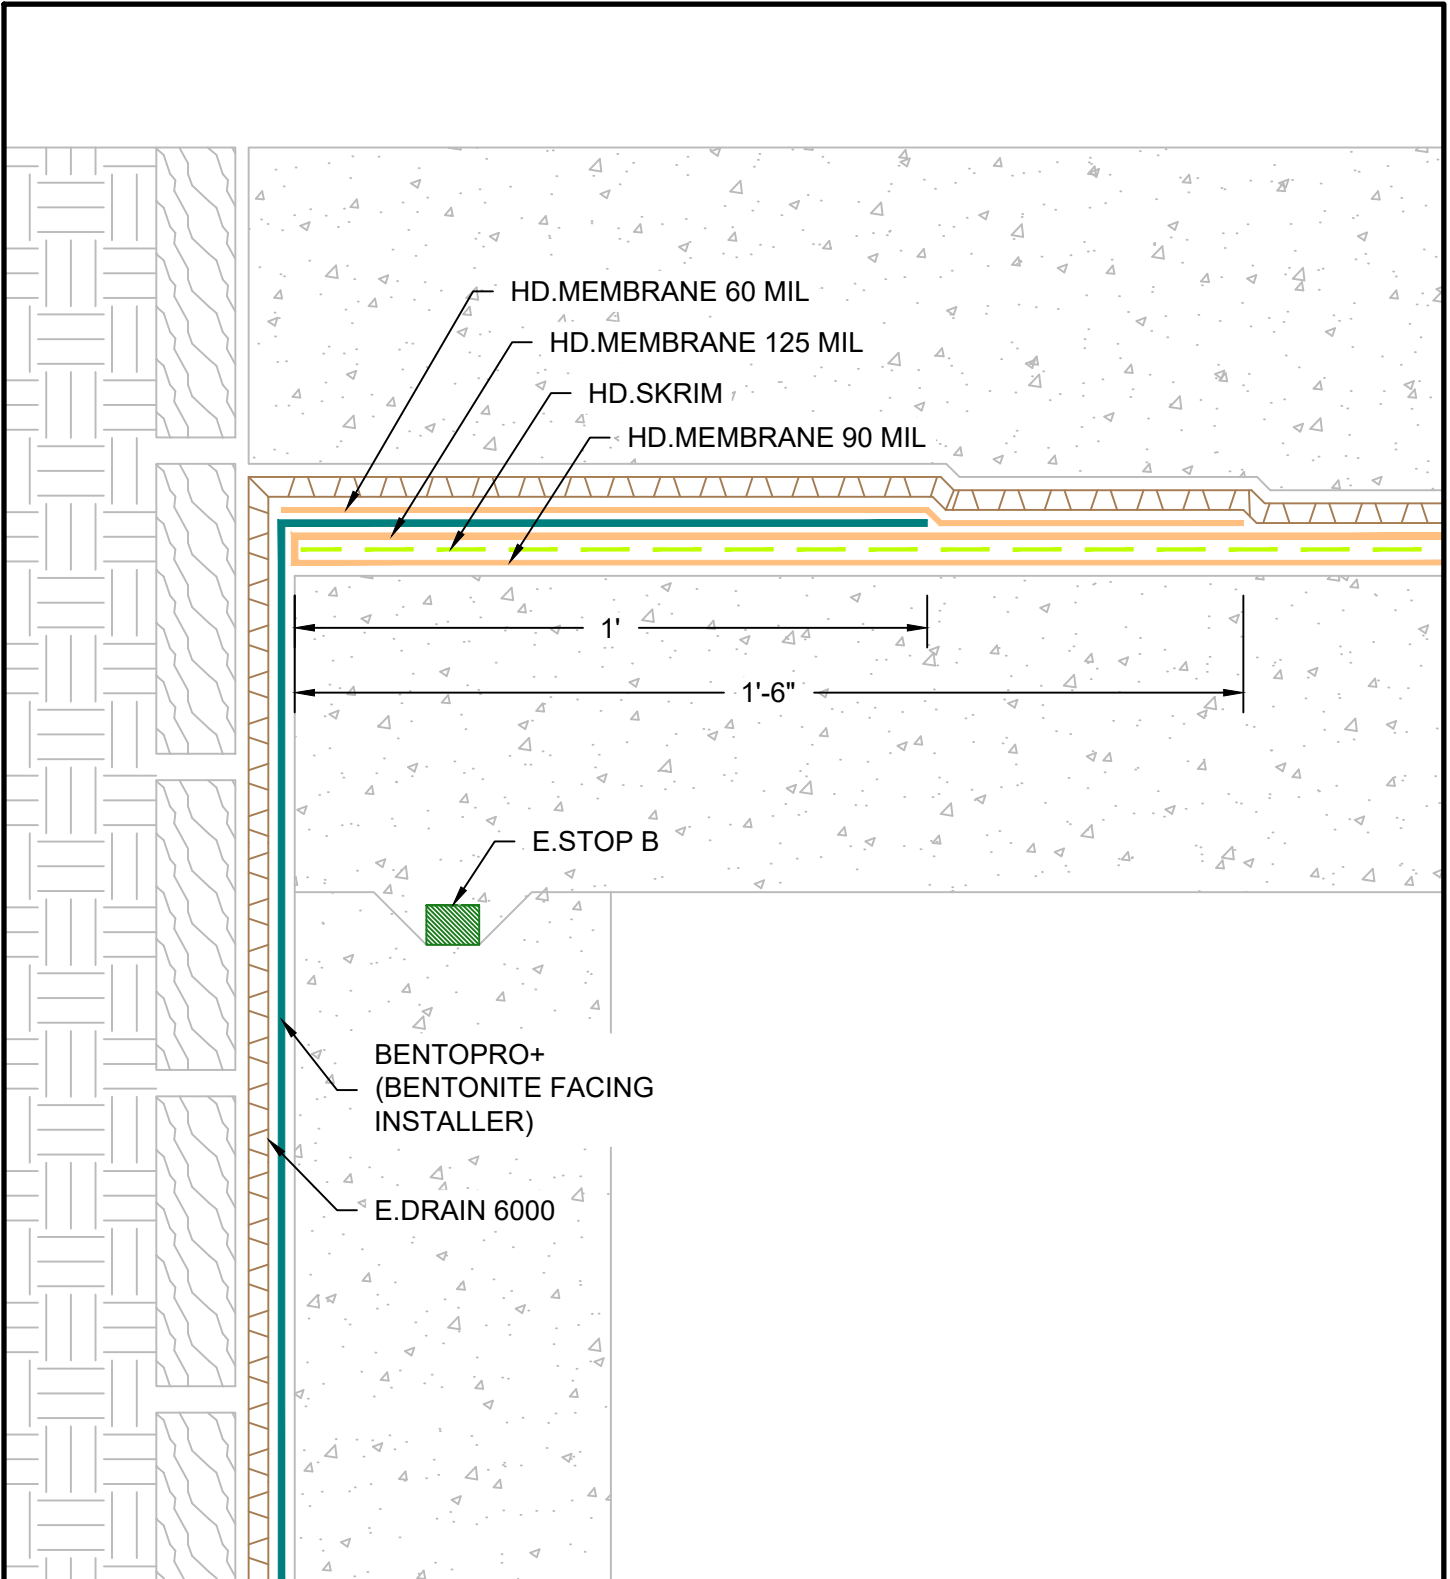 HD.MEMBRANE 60 MIL
HD.MEMBRANE 125 MIL
HD.SKRIM
HD.MEMBRANE 90 MIL
1'
1'-6"
E.STOP B
BENTOPRO+
(BENTONITE FACING
INSTALLER)
E.DRAIN 6000